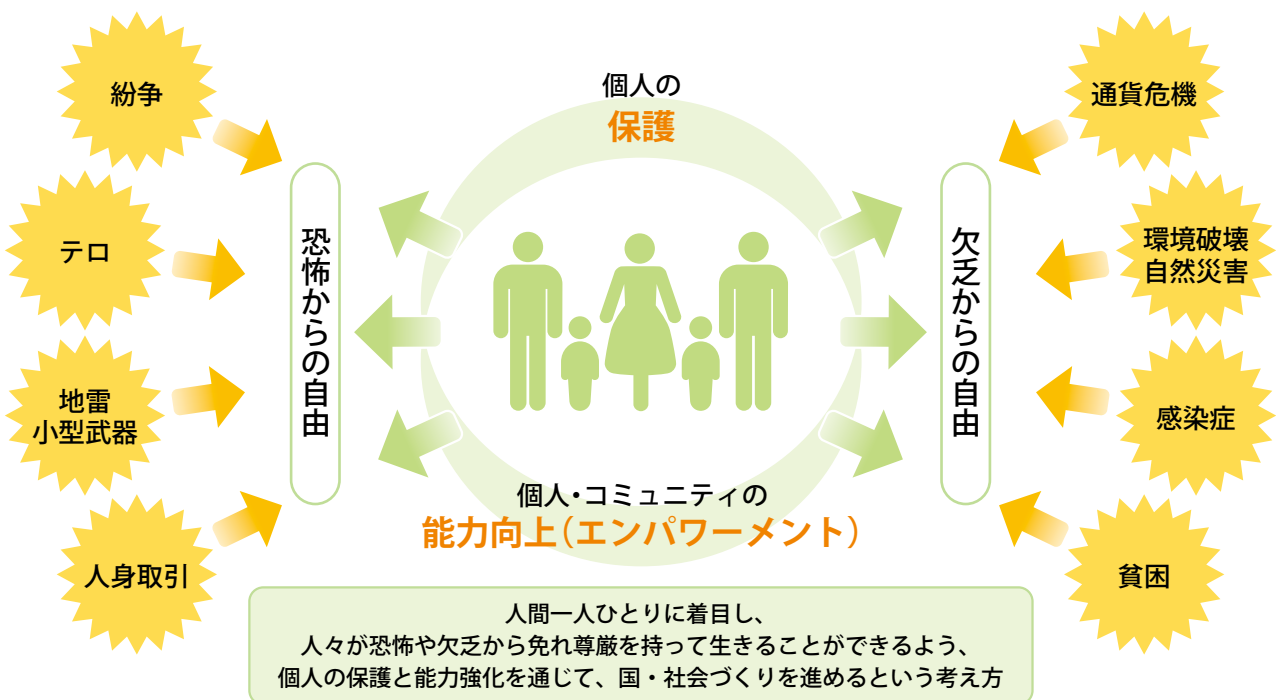 紛争
テロ
地雷
小型武器
人身取引
恐怖からの自由
個人の
保護
個人・コミュニティの
能力向上（エンパワーメント）
欠乏からの自由
通貨危機
環境破壊
自然災害
感染症
貧困
人間一人ひとりに着目し、
人々が恐怖や欠乏から免れ尊厳を持って生きることができるよう、
個人の保護と能力強化を通じて、国・社会づくりを進めるという考え方